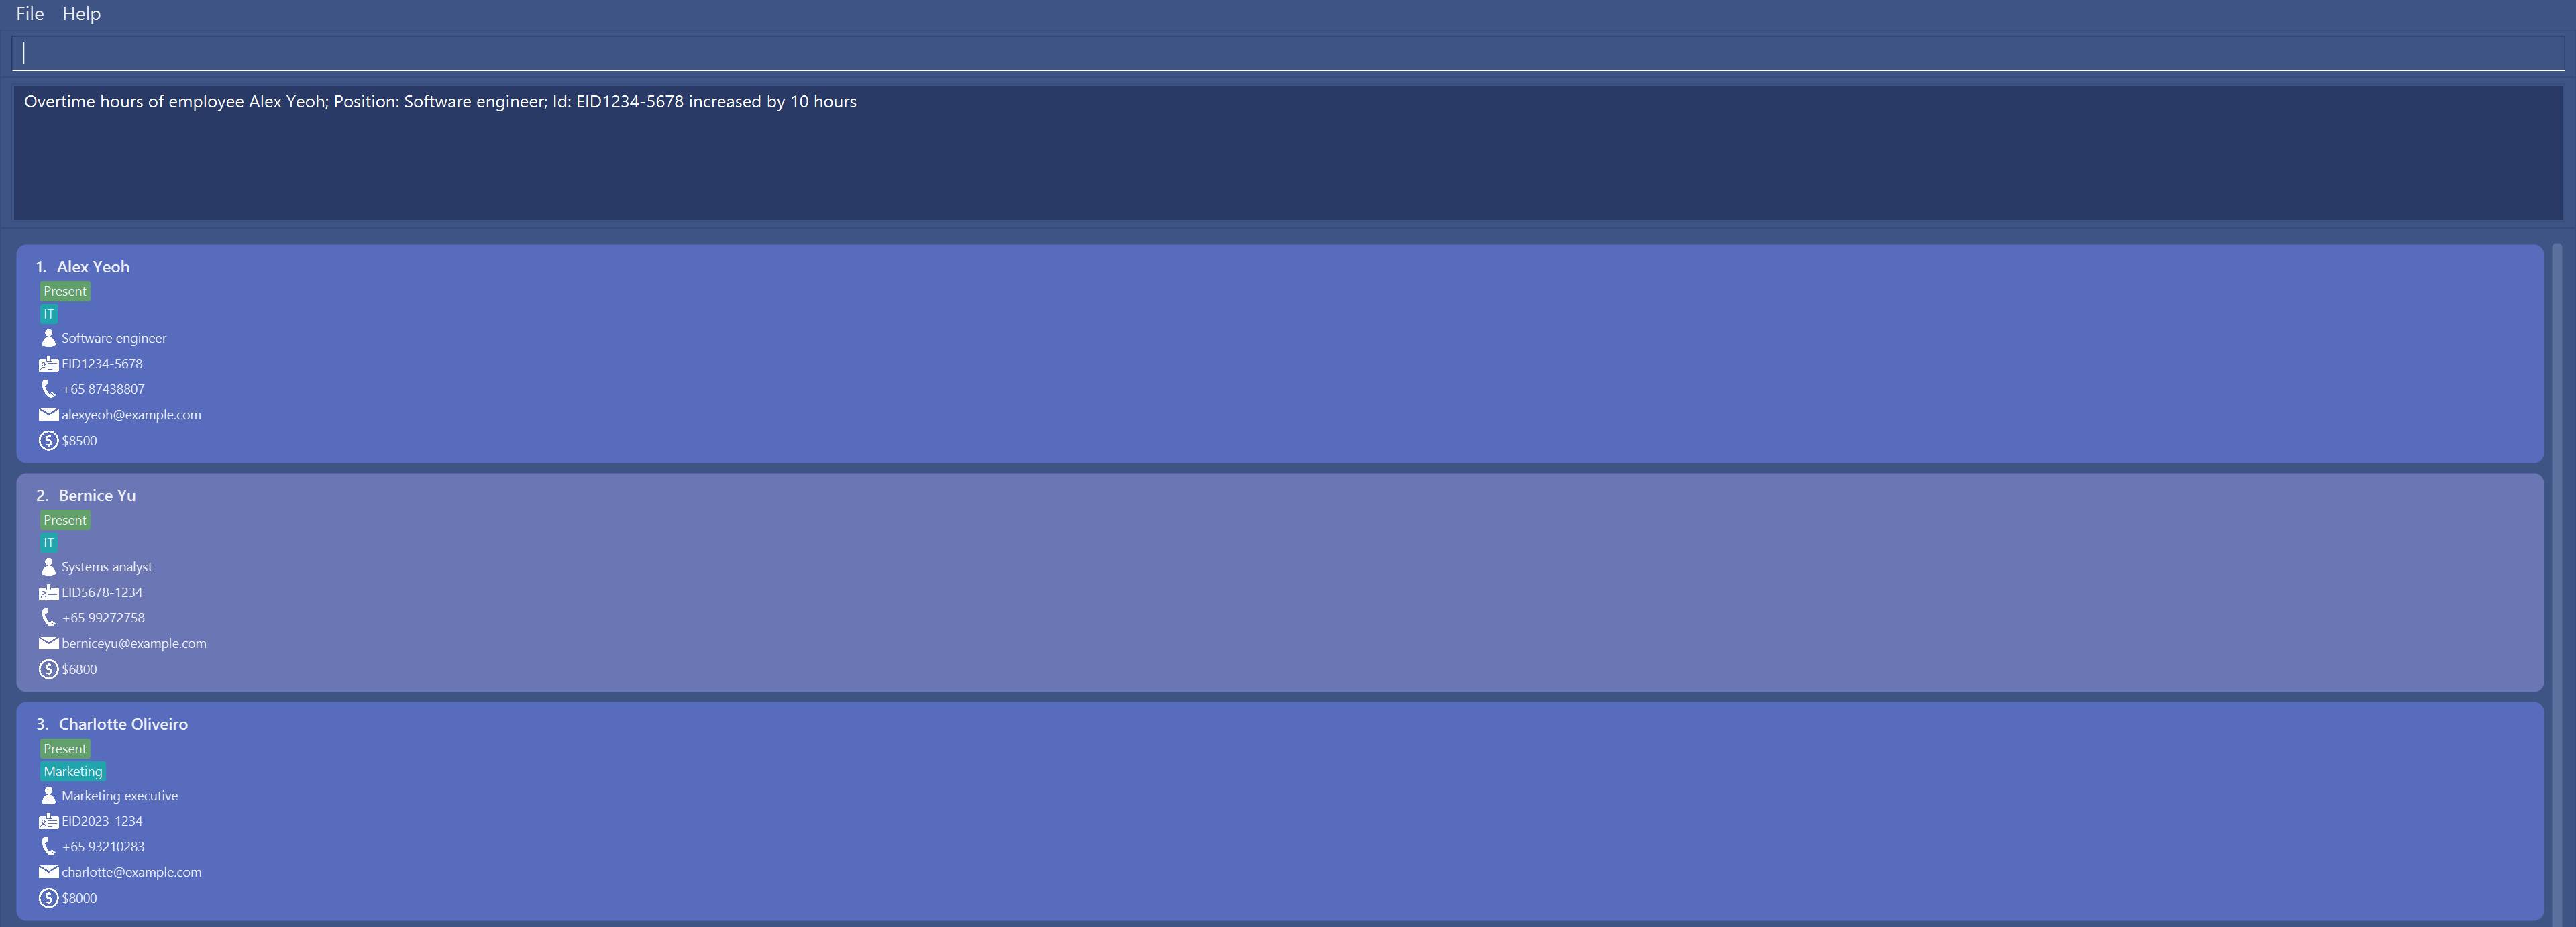 File Help
Overtime hours of employee Alex Yeoh; Position: Software engineer; Id: EID1234-5678 increased by 10 hours
1. Alex Yeoh
Present
IT
Software engineer
EID1234-5678
+65 87438807
alexyeoh@example.com
$8500
2. Bernice Yu
Present
IT
Systems analyst
EID5678-1234
+65 99272758
berniceyu@example.com
$6800
3. Charlotte Oliveiro
Present
Marketing
Marketing executive
EID2023-1234
+65 93210283
charlotte@example.com
$8000